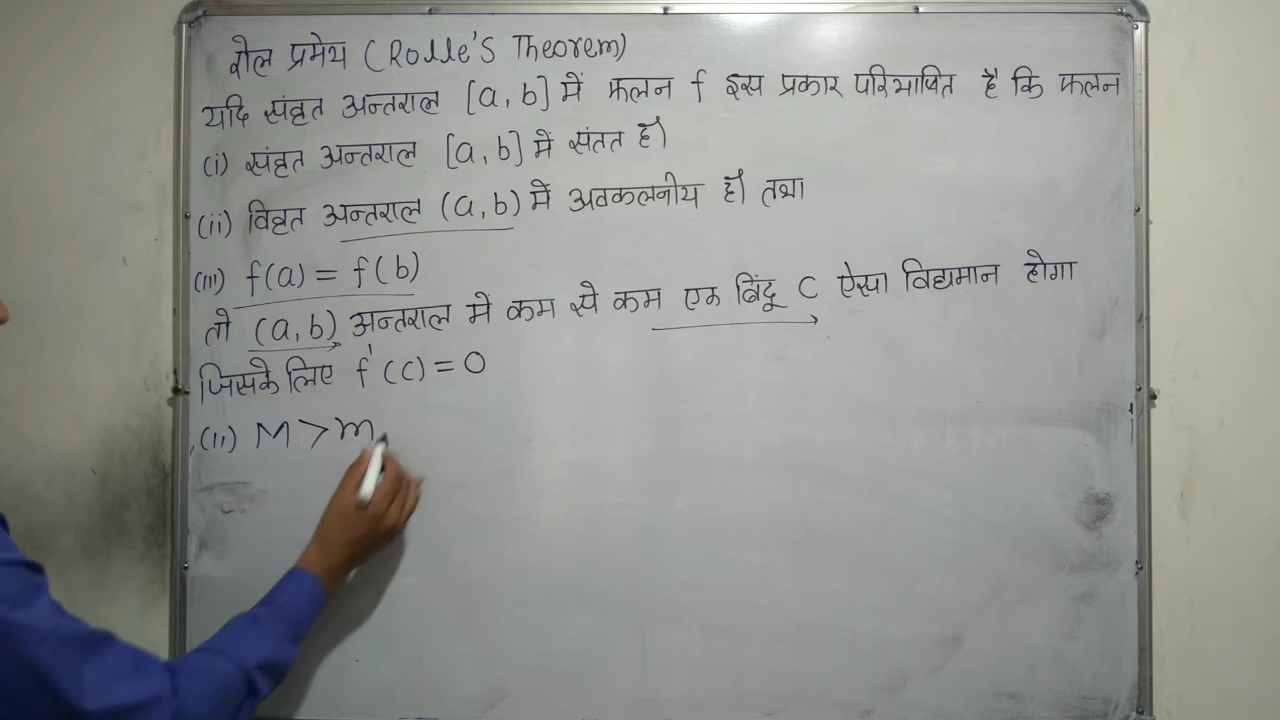 रोल प्रमेय (Rolle's Theorem)
यदि संवृत अन्तराल [a, b] में फलन f इस प्रकार परिभाषित है कि फलन
(i) संवृत अन्तराल [a, b] में संतत है।
(ii) विवृत अन्तराल (a, b) में अवकलनीय है। तथा
(iii) f(a) = f(b)
तो (a, b) अन्तराल में कम से कम एक बिंदू C ऐसा विद्यमान होगा
जिसके लिए f'(C) = 0
(ii) M > m